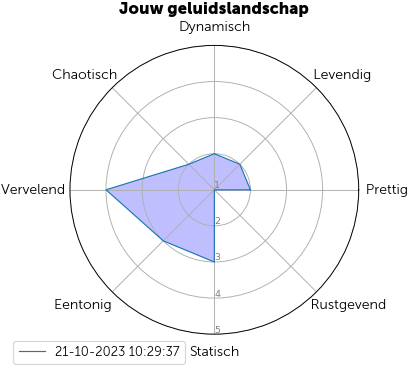 Jouw geluidslandschap
Dynamisch
Chaotisch
Levendig
Vervelend
1
Prettig
2
3
Eentonig
4
Rustgevend
5
21-10-2023 10:29:37
Statisch